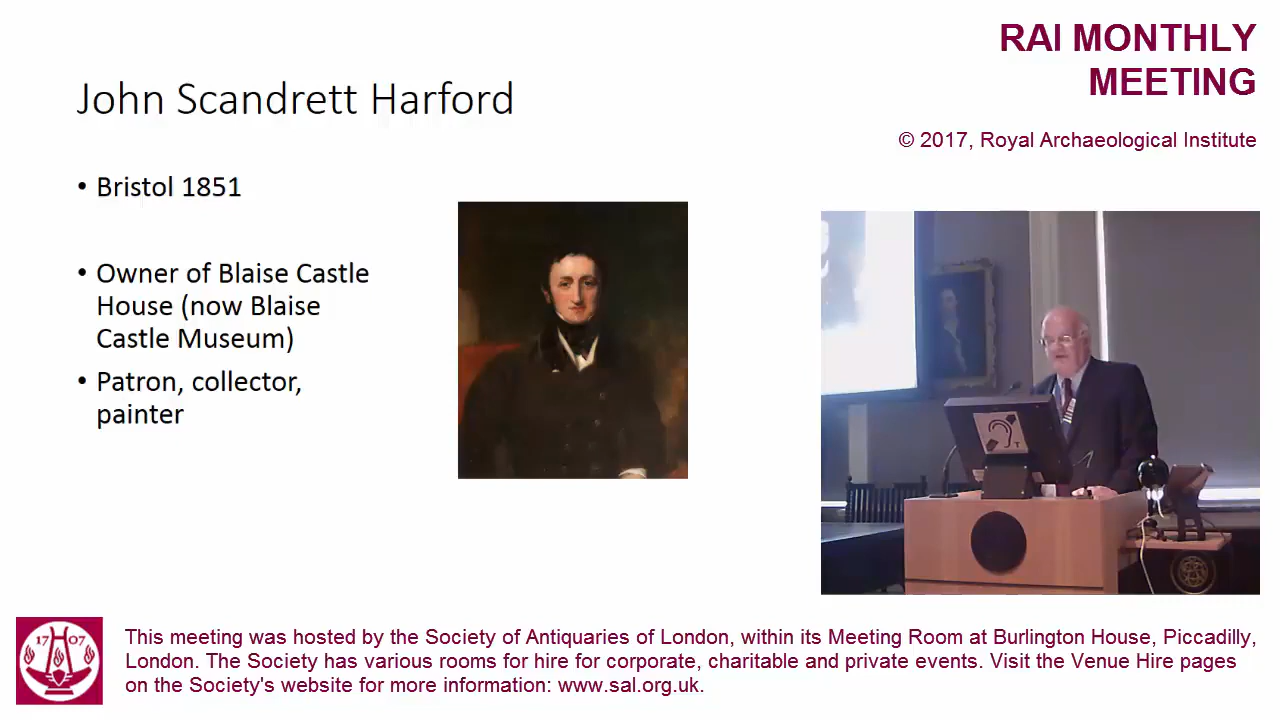 RAI MONTHLY
MEETING
© 2017, Royal Archaeological Institute
John Scandrett Harford
• Bristol 1851
• Owner of Blaise Castle
House (now Blaise
Castle Museum)
• Patron, collector,
painter
T
17 07
This meeting was hosted by the Society of Antiquaries of London, within its Meeting Room at Burlington House, Piccadilly,
London. The Society has various rooms for hire for corporate, charitable and private events. Visit the Venue Hire pages
on the Society's website for more information: www.sal.org.uk.